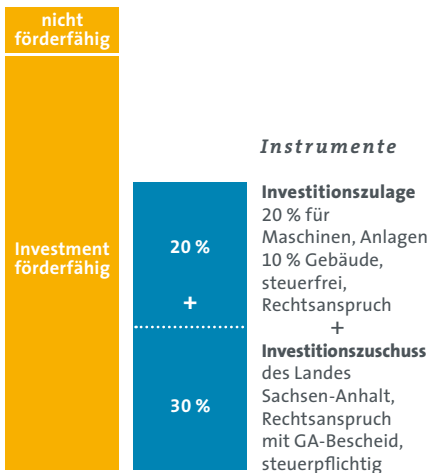 nicht
förderfähig
Investment
förderfähig
20 %
+
30 %
Instrumente
Investitionszulage
20 % für
Maschinen, Anlagen
10 % Gebäude,
steuerfrei,
Rechtsanspruch
+
Investitionszuschuss
des Landes
Sachsen-Anhalt,
Rechtsanspruch
mit GA-Bescheid,
steuerpflichtig